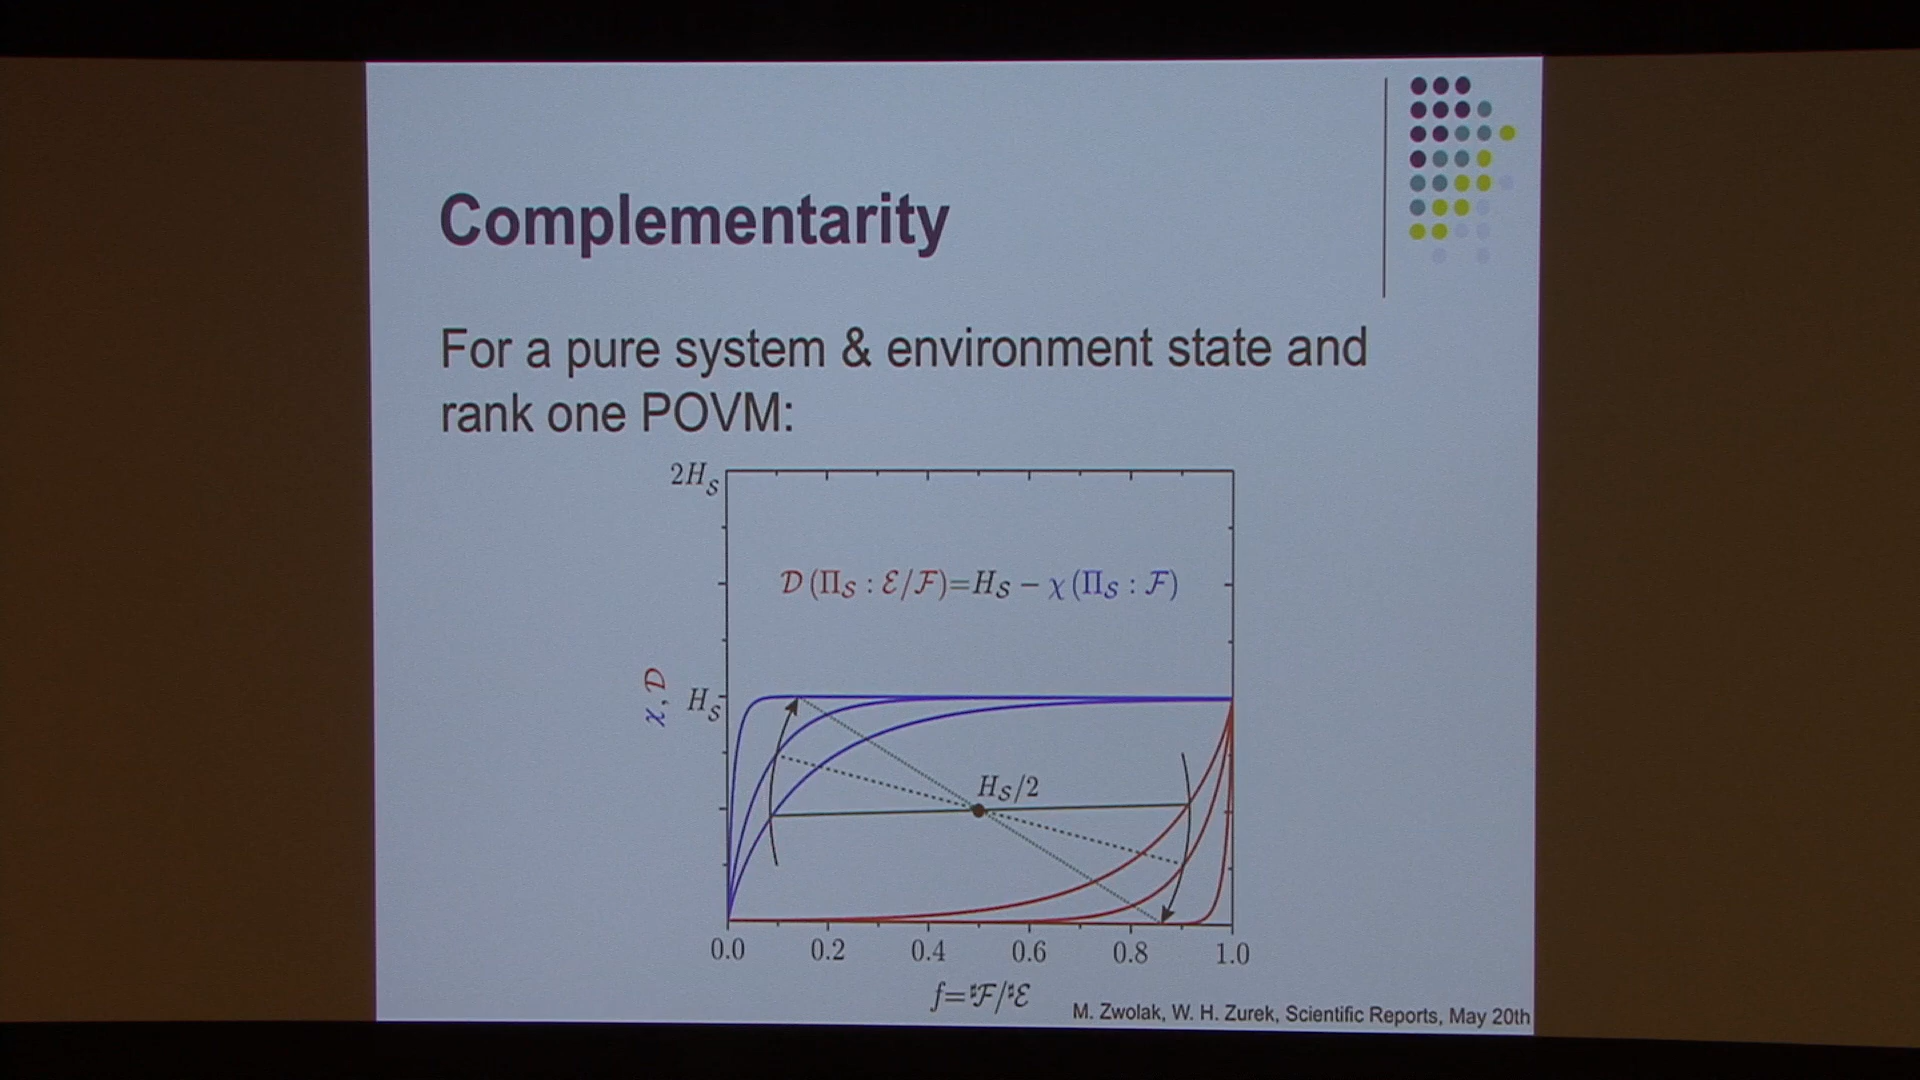 Complementarity
For a pure system & environment state and
rank one POVM:
2H_S
𝒟(Π_S : ℰ/ℱ)=H_S − χ(Π_S : ℱ)
χ, 𝒟
H_S
H_S/2
0.0 0.2 0.4 0.6 0.8 1.0
f=♯ℱ/♯ℰ
M. Zwolak, W. H. Zurek, Scientific Reports, May 20th